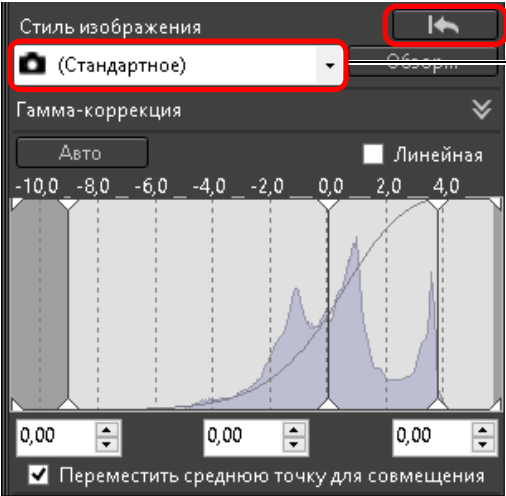 Стиль изображения
(Стандартное) Обзор...
Гамма-коррекция
Авто Линейная
-10,0 -8,0 -6,0 -4,0 -2,0 0,0 2,0 4,0
0,00 0,00 0,00
Переместить среднюю точку для совмещения